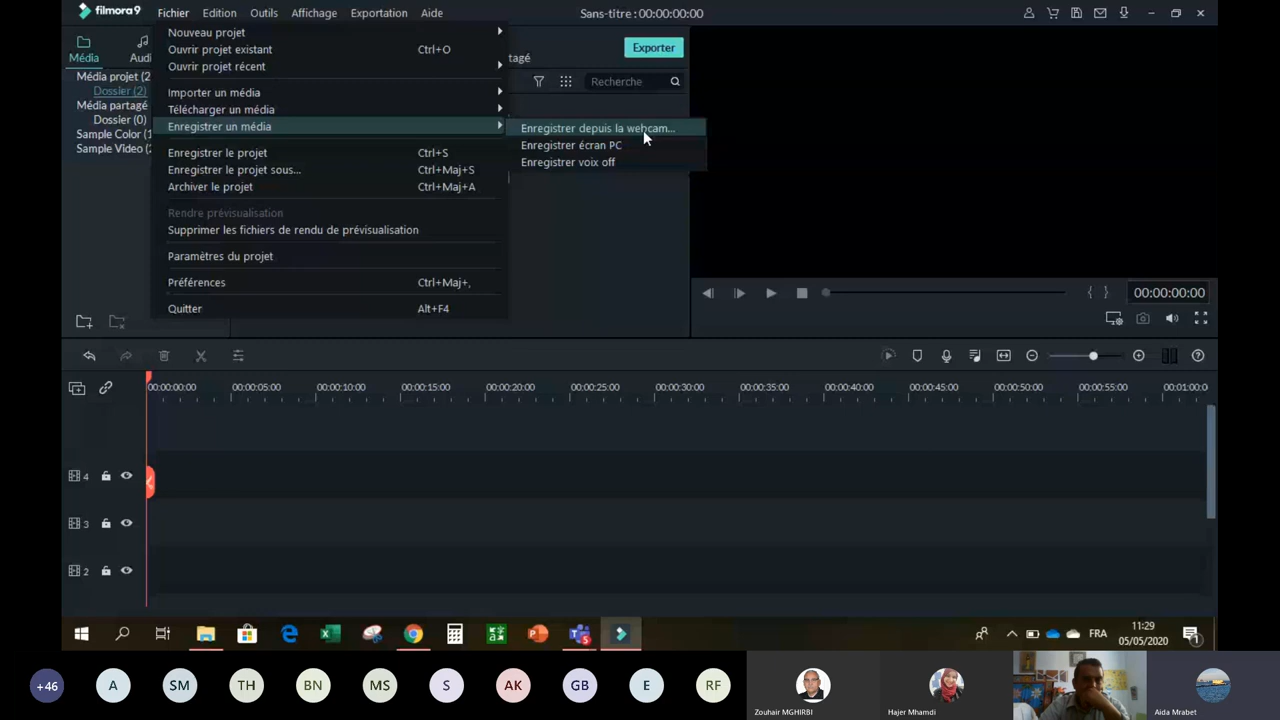 filmora9 Fichier Edition Outils Affichage Exportation Aide Sans-titre : 00:00:00:00
Média Audi
Nouveau projet
Ouvrir projet existant Ctrl+O
Ouvrir projet récent
Importer un média
Télécharger un média
Enregistrer un média
Enregistrer le projet Ctrl+S
Enregistrer le projet sous... Ctrl+Maj+S
Archiver le projet Ctrl+Maj+A
Rendre prévisualisation
Supprimer les fichiers de rendu de prévisualisation
Paramètres du projet
Préférences Ctrl+Maj+,
Quitter Alt+F4
Enregistrer depuis la webcam...
Enregistrer écran PC
Enregistrer voix off
tagé
Exporter
Recherche
Média projet (2
Dossier (2)
Média partagé
Dossier (0)
Sample Color (1
Sample Video (2
{ } 00:00:00:00
00:00:00:00 00:00:05:00 00:00:10:00 00:00:15:00 00:00:20:00 00:00:25:00 00:00:30:00 00:00:35:00 00:00:40:00 00:00:45:00 00:00:50:00 00:00:55:00 00:01:00:0
4
3
2
FRA
11:29
05/05/2020
+46 A SM TH BN MS S AK GB E RF
Zouhair MGHIRBI
Hajer Mhamdi
Aida Mrabet